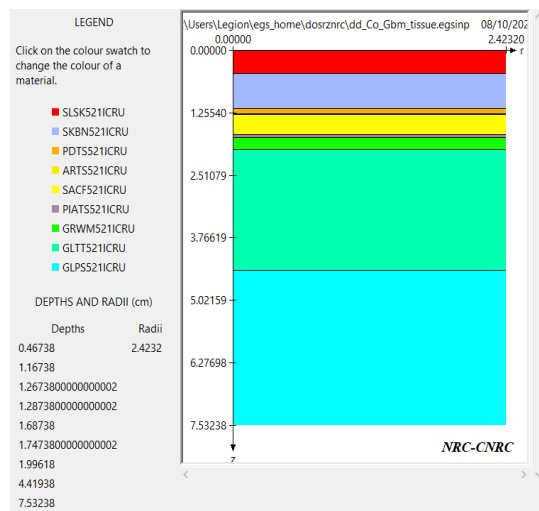 LEGEND
Click on the colour swatch to
change the colour of a
material.
SLSK521ICRU
SKBN521ICRU
PDTS521ICRU
ARTS521ICRU
SACF521ICRU
PIATS521ICRU
GRWM521ICRU
GLTT521ICRU
GLPS521ICRU
DEPTHS AND RADII (cm)
Depths Radii
0.46738 2.4232
1.16738
1.2673800000000002
1.2873800000000002
1.68738
1.7473800000000002
1.99618
4.41938
7.53238
\Users\Legion\egs_home\dosrznrc\dd_Co_Gbm_tissue.egsinp 08/10/202
0.00000 2.42320
0.00000 r
1.25540
2.51079
3.76619
5.02159
6.27698
7.53238
z
NRC-CNRC